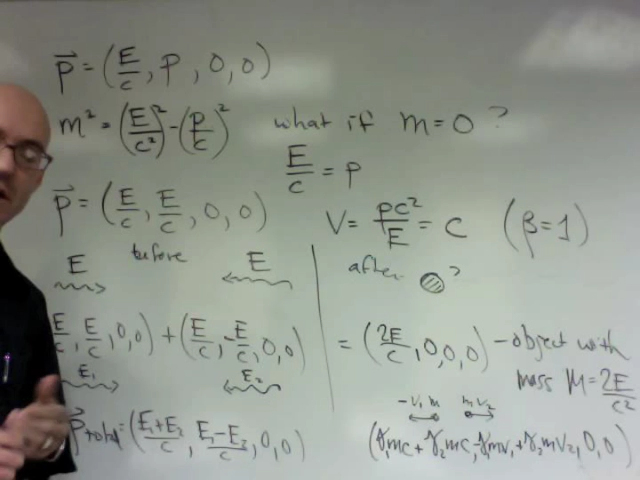 p⃗ = (E/c, p, 0, 0)
m² = (E/c²)² - (p/c)² what if m = 0 ?
E/c = p
p⃗ = (E/c, E/c, 0, 0) V = pc²/E = c (β=1)
before
E E after ?
E/c, E/c, 0, 0) + (E/c, -E/c, 0, 0) = (2E/c, 0, 0, 0) - object with
mass M = 2E/c²
E₁ E₂ -v₁ m m, v₂
p⃗total = (E₁+E₂/c, E₁-E₂/c, 0, 0) (γ₁mc + γ₂mc, γ₁mv₁ + γ₂mv₂, 0, 0)